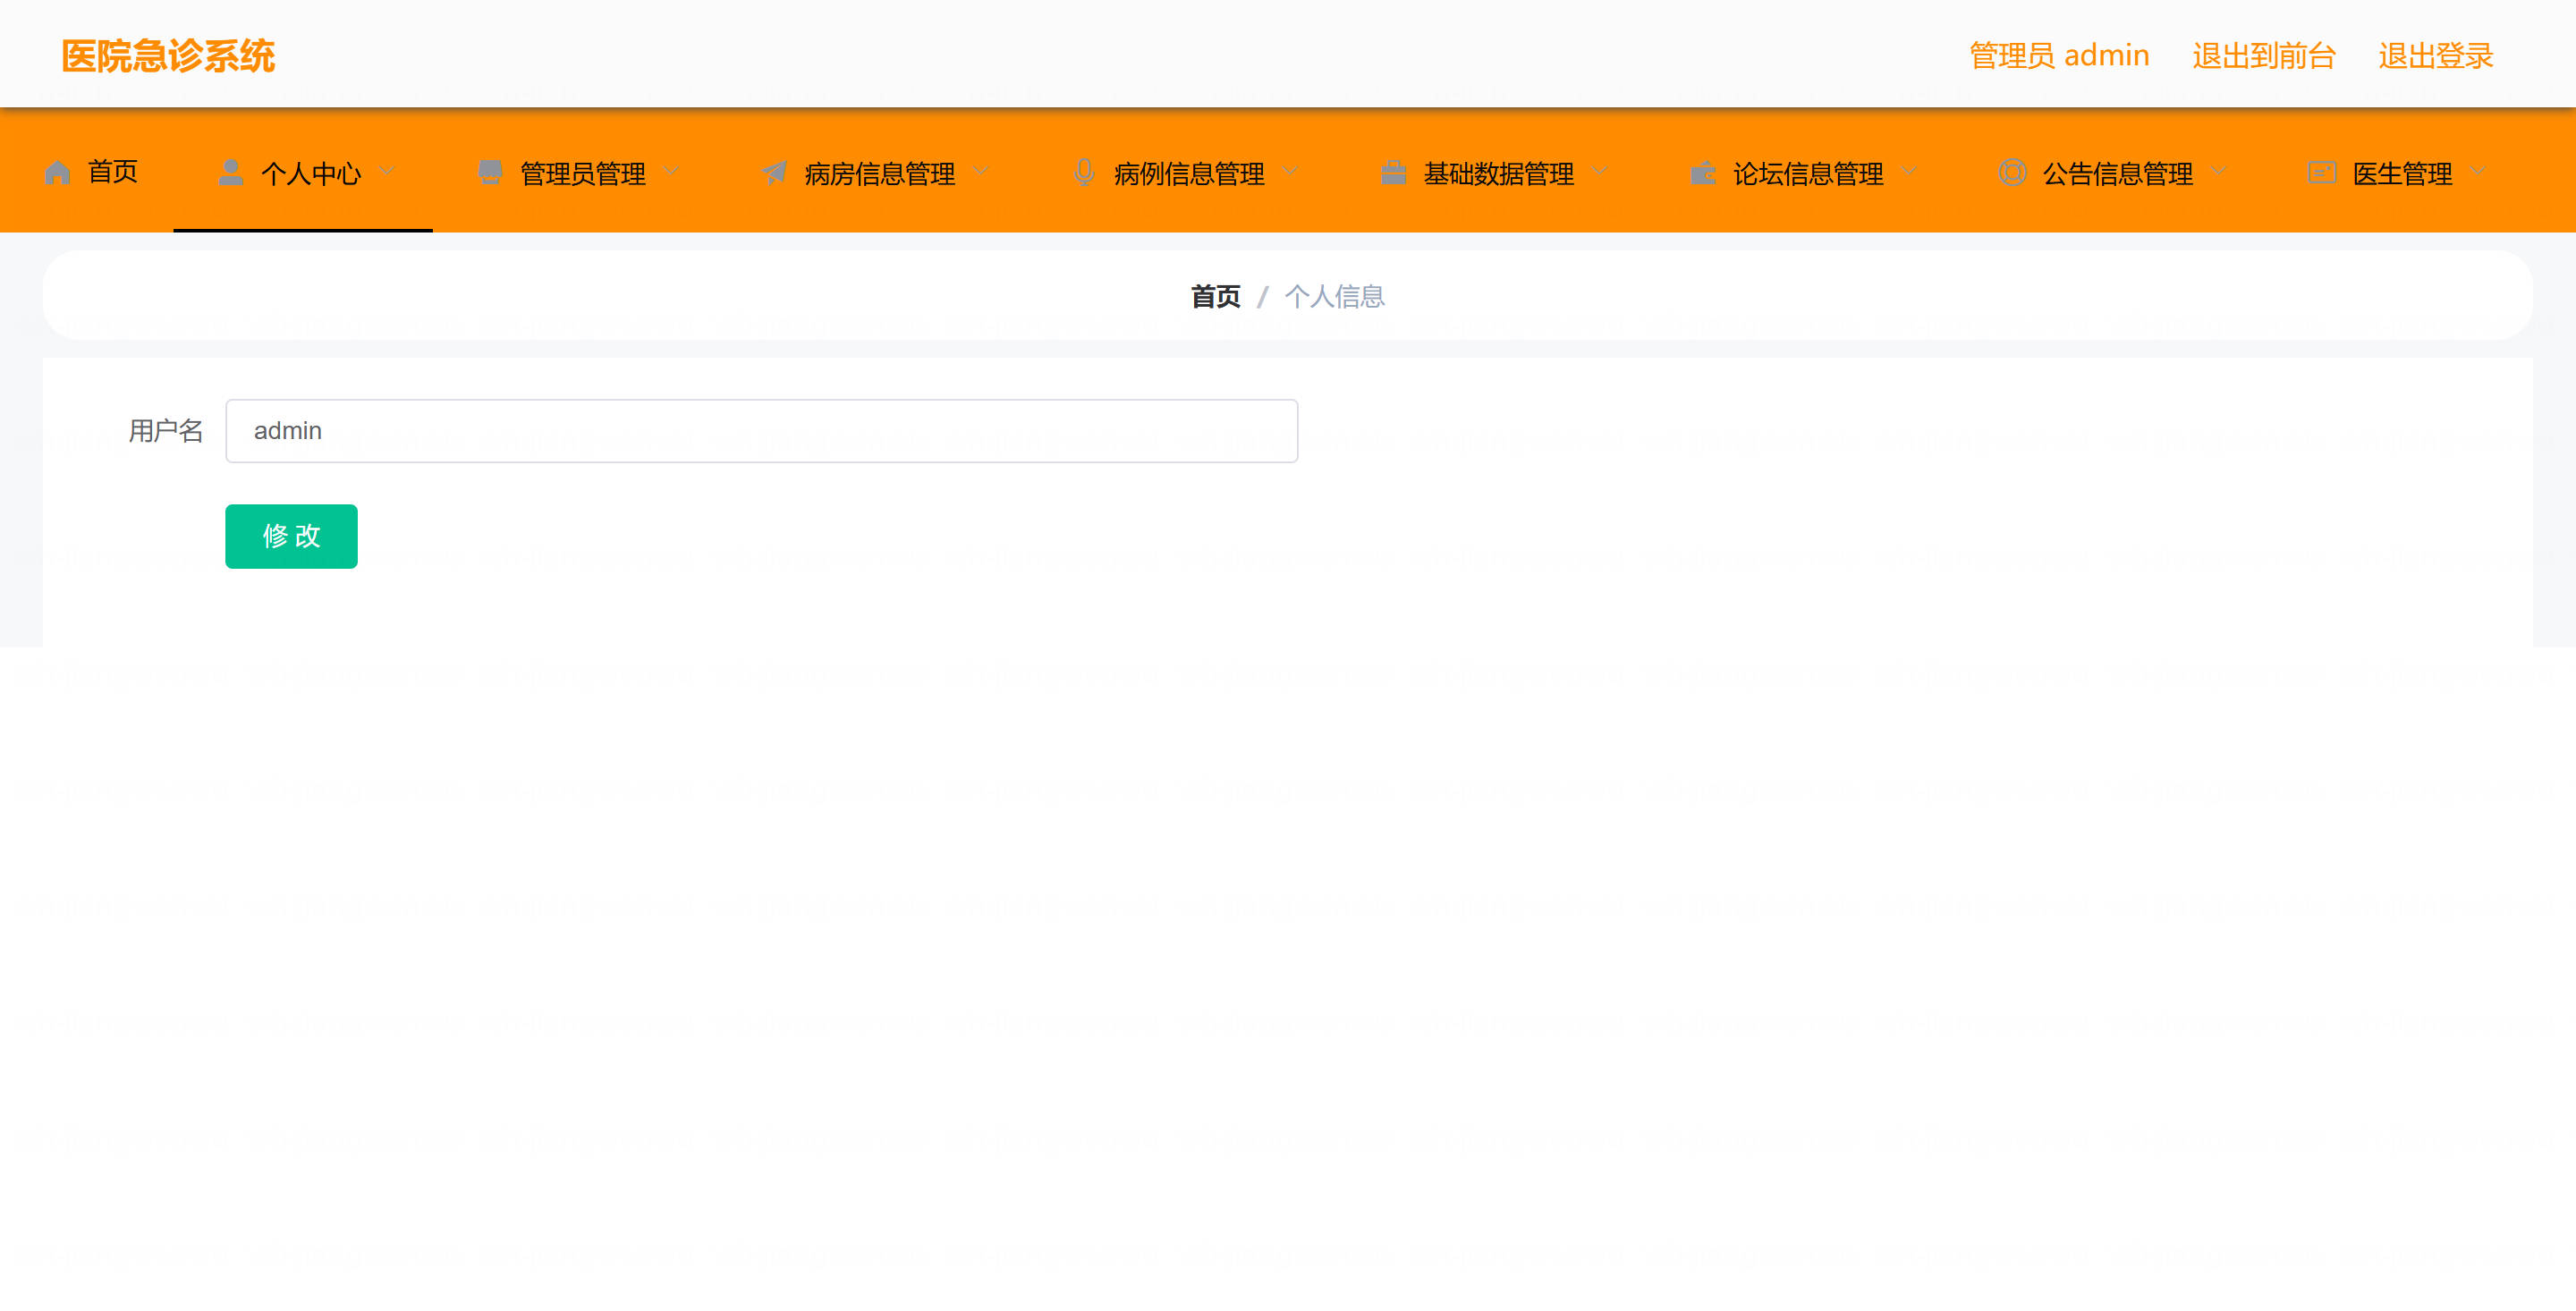 医院急诊系统 管理员 admin 退出到前台 退出登录
首页 个人中心 管理员管理 病房信息管理 病例信息管理 基础数据管理 论坛信息管理 公告信息管理 医生管理
首页 / 个人信息
用户名 admin
修 改